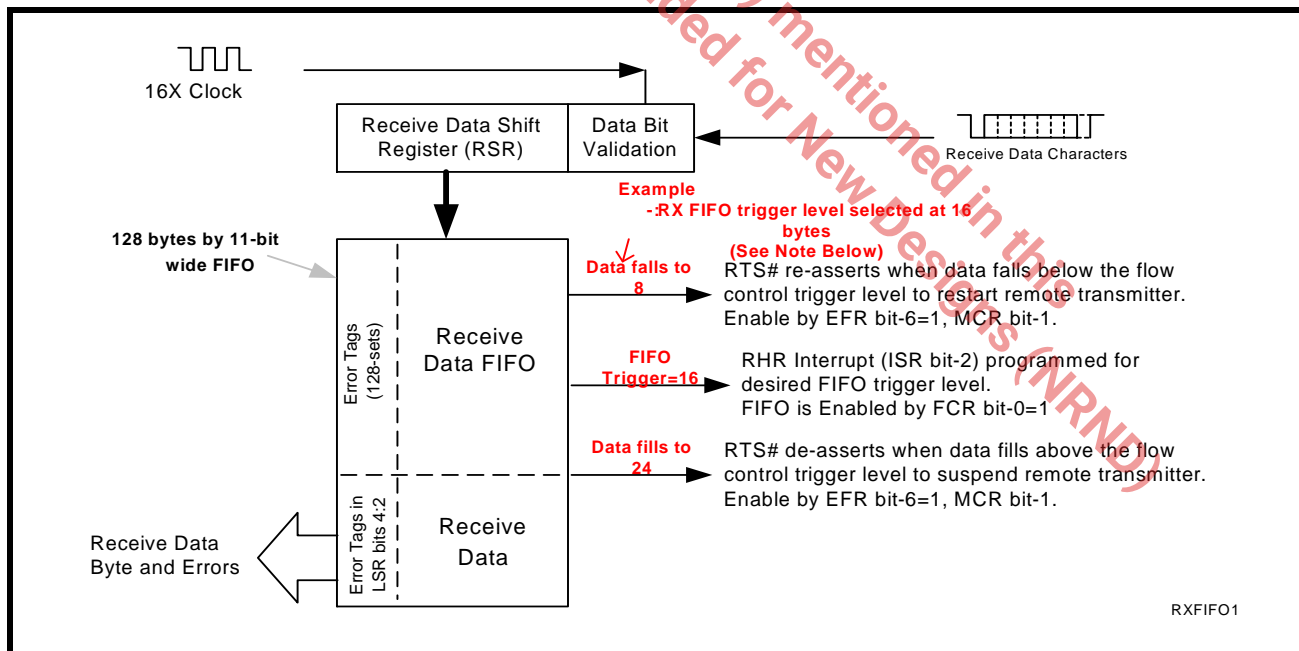 ) mentioned in this
ded for New Designs (NRND)
16X Clock
Receive Data Shift
Register (RSR)
Data Bit
Validation
Receive Data Characters
Example
-:RX FIFO trigger level selected at 16
bytes
(See Note Below)
128 bytes by 11-bit
wide FIFO
Data falls to
8
RTS# re-asserts when data falls below the flow
control trigger level to restart remote transmitter.
Enable by EFR bit-6=1, MCR bit-1.
Error Tags
(128-sets)
Receive
Data FIFO
FIFO
Trigger=16
RHR Interrupt (ISR bit-2) programmed for
desired FIFO trigger level.
FIFO is Enabled by FCR bit-0=1
Data fills to
24
RTS# de-asserts when data fills above the flow
control trigger level to suspend remote transmitter.
Enable by EFR bit-6=1, MCR bit-1.
Error Tags in
LSR bits 4:2
Receive
Data
Receive Data
Byte and Errors
RXFIFO1